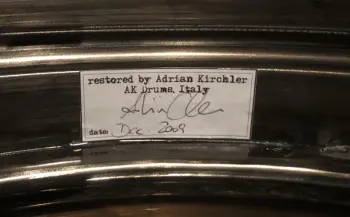 restored by Adrian Kirchler
AK Drums, Italy
date: Dec 2009